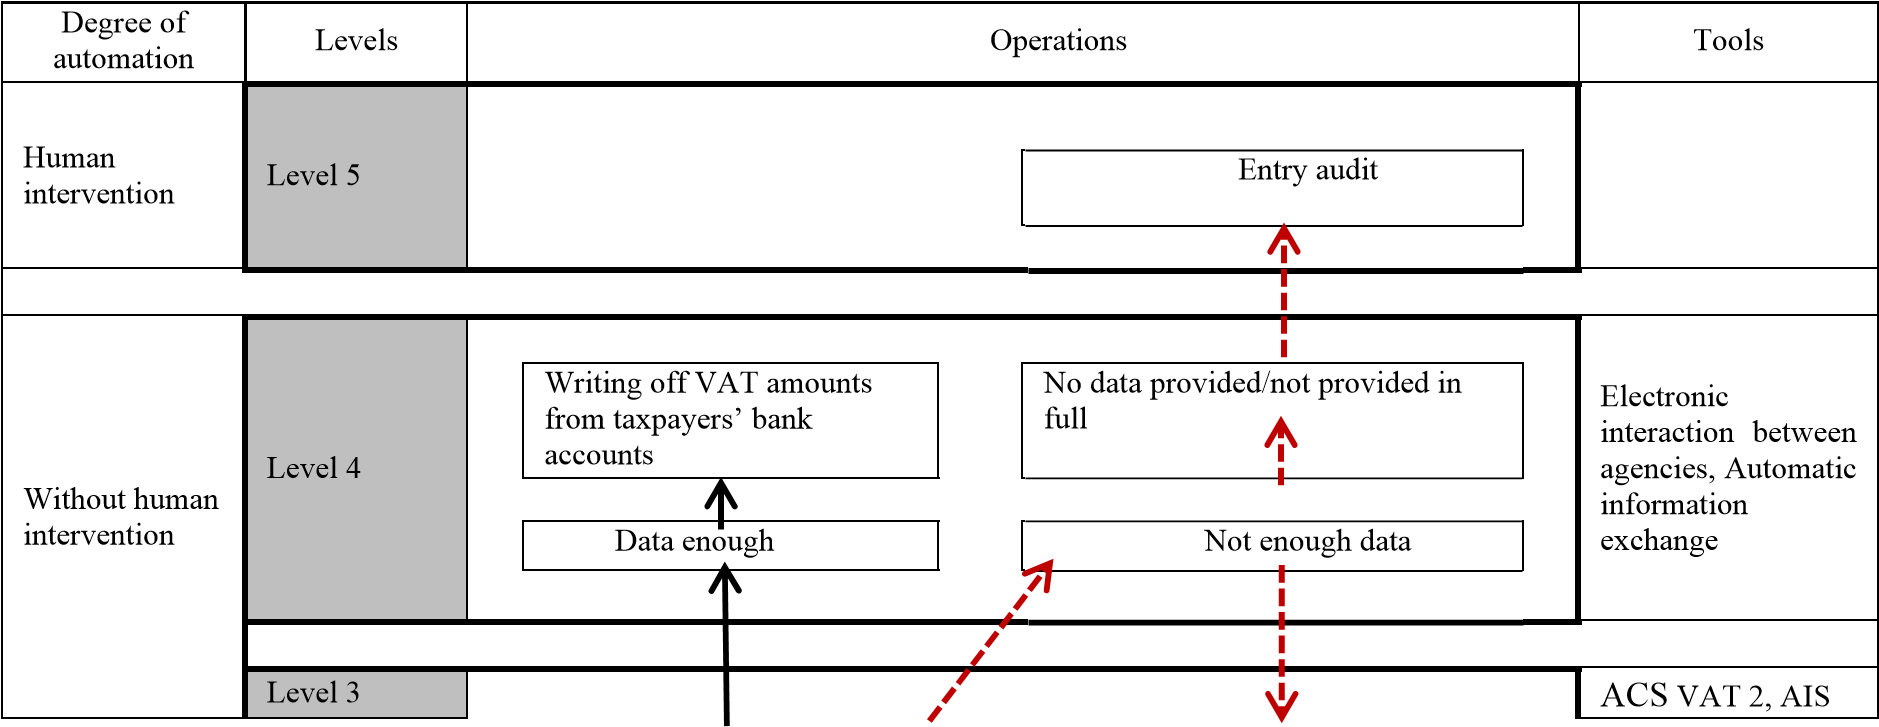 Degree of
automation
Levels
Operations
Tools
Human
intervention
Level 5
Entry audit
Without human
intervention
Level 4
Writing off VAT amounts
from taxpayers’ bank
accounts
No data provided/not provided in
full
Data enough
Not enough data
Electronic
interaction between
agencies, Automatic
information
exchange
Level 3
ACS VAT 2, AIS